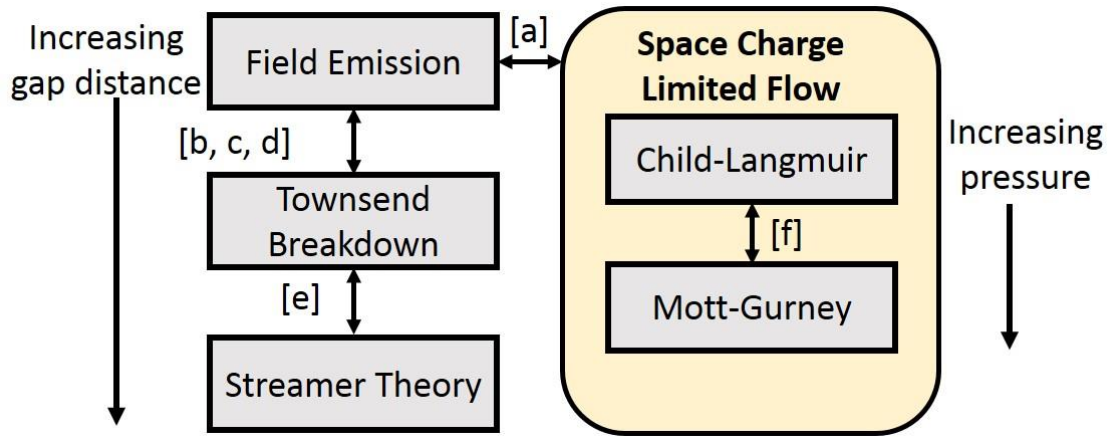 Increasing
gap distance
Field Emission
[a]
[b, c, d]
Townsend
Breakdown
[e]
Streamer Theory
Space Charge
Limited Flow
Child-Langmuir
[f]
Mott-Gurney
Increasing
pressure